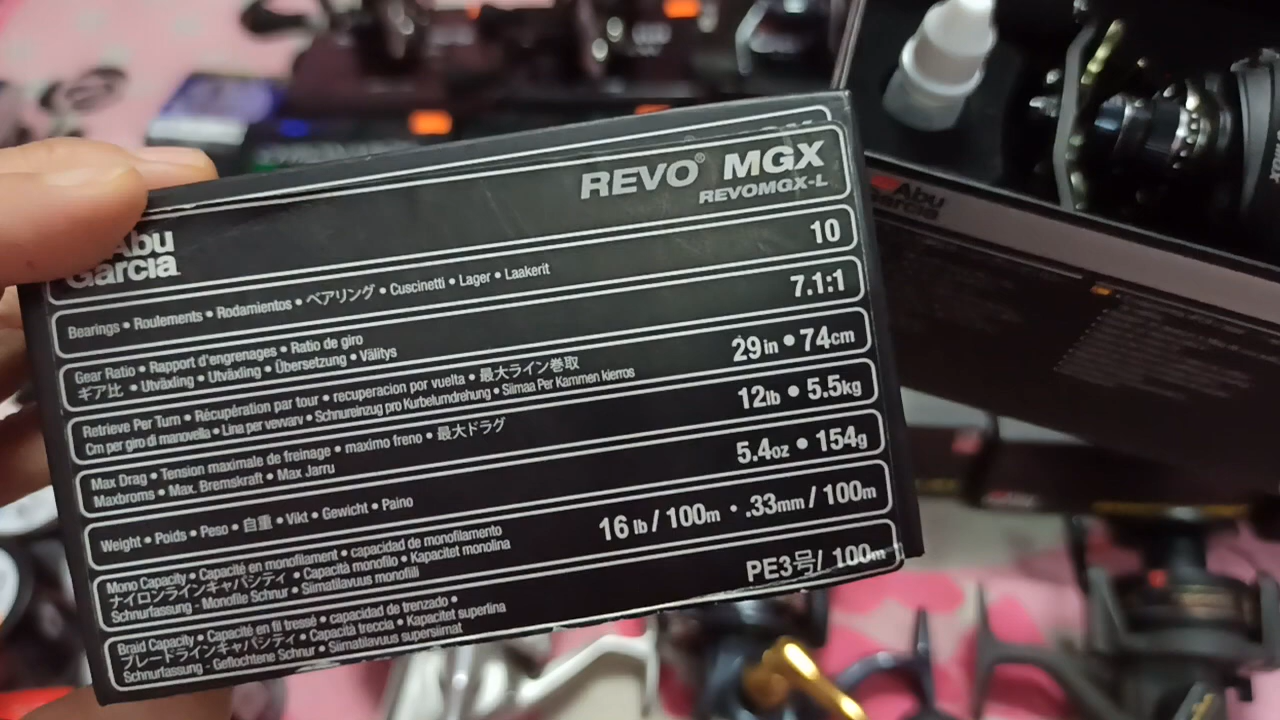 REVO® MGX
REVOMGX-L
Abu
Garcia
Bearings • Roulements • Rodamientos • ベアリング • Cuscinetti • Lager • Laakerit
10
Gear Ratio • Rapport d'engrenages • Ratio de giro
ギア比 • Utväxling • Utväxling • Übersetzung • Välitys
7.1:1
Retrieve Per Turn • Récupération par tour • recuperacion por vuelta • 最大ライン巻取
Cm per giro di manovella • Lina per vevvarv • Schnureinzug pro Kurbelumdrehung • Siimaa Per Kammen kierros
29in • 74cm
Max Drag • Tension maximale de freinage • maximo freno • 最大ドラグ
Maxbroms • Max. Bremskraft • Max Jarru
12lb • 5.5kg
Weight • Poids • Peso • 自重 • Vikt • Gewicht • Paino
5.4oz • 154g
Mono Capacity • Capacité en monofilament • capacidad de monofilamento
ナイロンラインキャパシティ • Capacità monofilo • Kapacitet monolina
Schnurfassung - Monofile Schnur • Siimatilavuus monofiili
16 lb / 100m • .33mm / 100m
Braid Capacity • Capacité en fil tressé • capacidad de trenzado •
ブレードラインキャパシティ • Capacità treccia • Kapacitet superlina
Schnurfassung - Geflochtene Schnur • Siimatilavuus supersiimat
PE3号/ 100m
Abu
Garcia